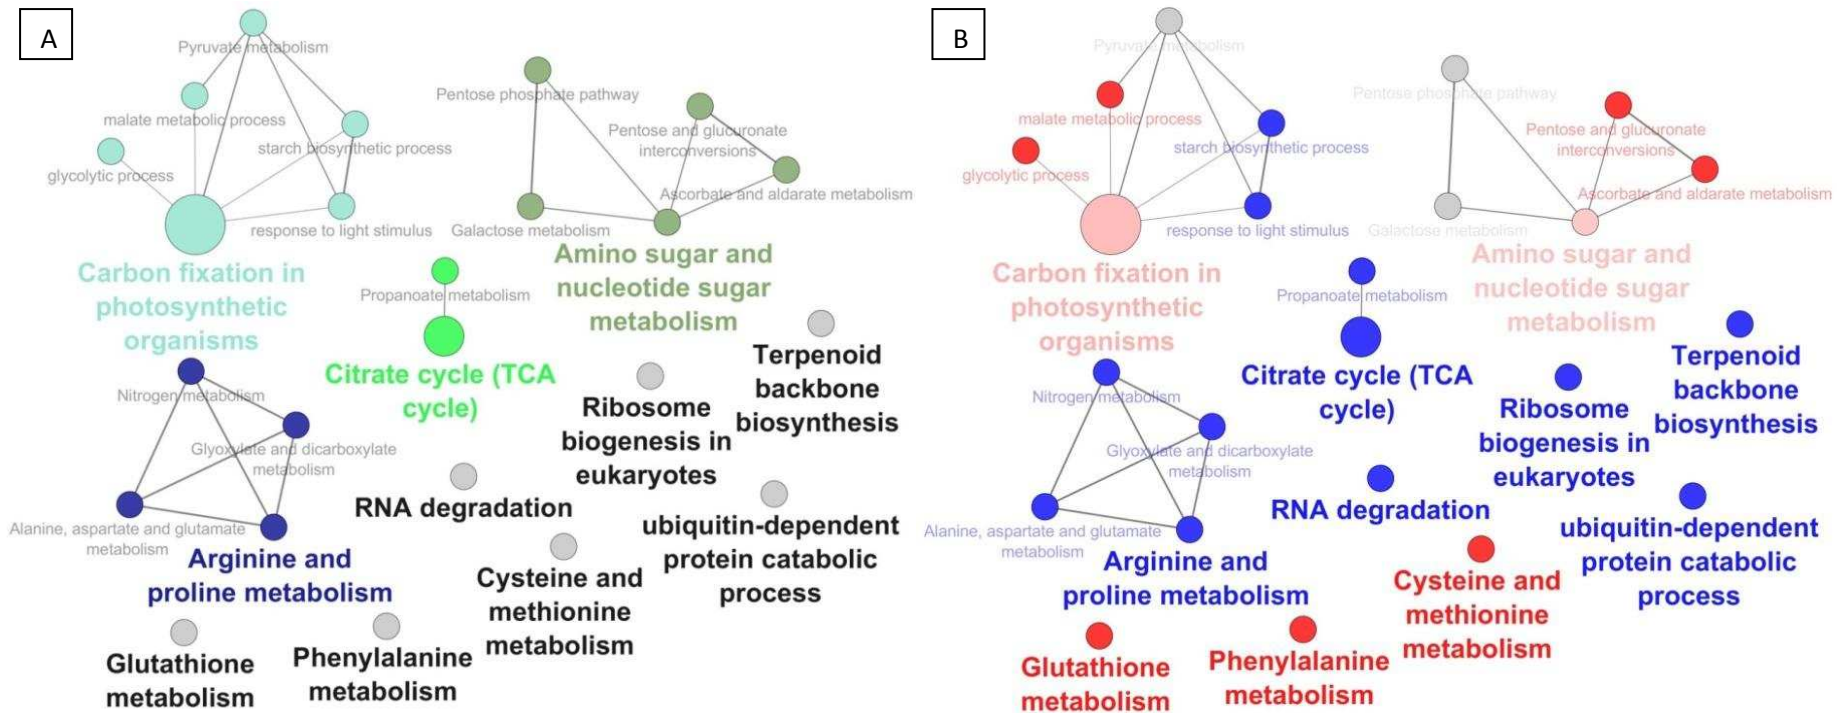 A
Pyruvate metabolism
malate metabolic process
starch biosynthetic process
glycolytic process
response to light stimulus
Carbon fixation in
photosynthetic
organisms
Pentose phosphate pathway
Pentose and glucuronate
interconversions
Ascorbate and aldarate metabolism
Galactose metabolism
Amino sugar and
nucleotide sugar
metabolism
Propanoate metabolism
Citrate cycle (TCA
cycle)
Terpenoid
backbone
biosynthesis
Ribosome
biogenesis in
eukaryotes
Nitrogen metabolism
Glyoxylate and dicarboxylate
metabolism
Alanine, aspartate and glutamate
metabolism
Arginine and
proline metabolism
RNA degradation
ubiquitin-dependent
protein catabolic
process
Cysteine and
methionine
metabolism
Glutathione
metabolism
Phenylalanine
metabolism
B
Pyruvate metabolism
malate metabolic process
starch biosynthetic process
glycolytic process
response to light stimulus
Carbon fixation in
photosynthetic
organisms
Pentose phosphate pathway
Pentose and glucuronate
interconversions
Ascorbate and aldarate metabolism
Galactose metabolism
Amino sugar and
nucleotide sugar
metabolism
Propanoate metabolism
Citrate cycle (TCA
cycle)
Terpenoid
backbone
biosynthesis
Ribosome
biogenesis in
eukaryotes
Nitrogen metabolism
Glyoxylate and dicarboxylate
metabolism
Alanine, aspartate and glutamate
metabolism
Arginine and
proline metabolism
RNA degradation
ubiquitin-dependent
protein catabolic
process
Cysteine and
methionine
metabolism
Glutathione
metabolism
Phenylalanine
metabolism